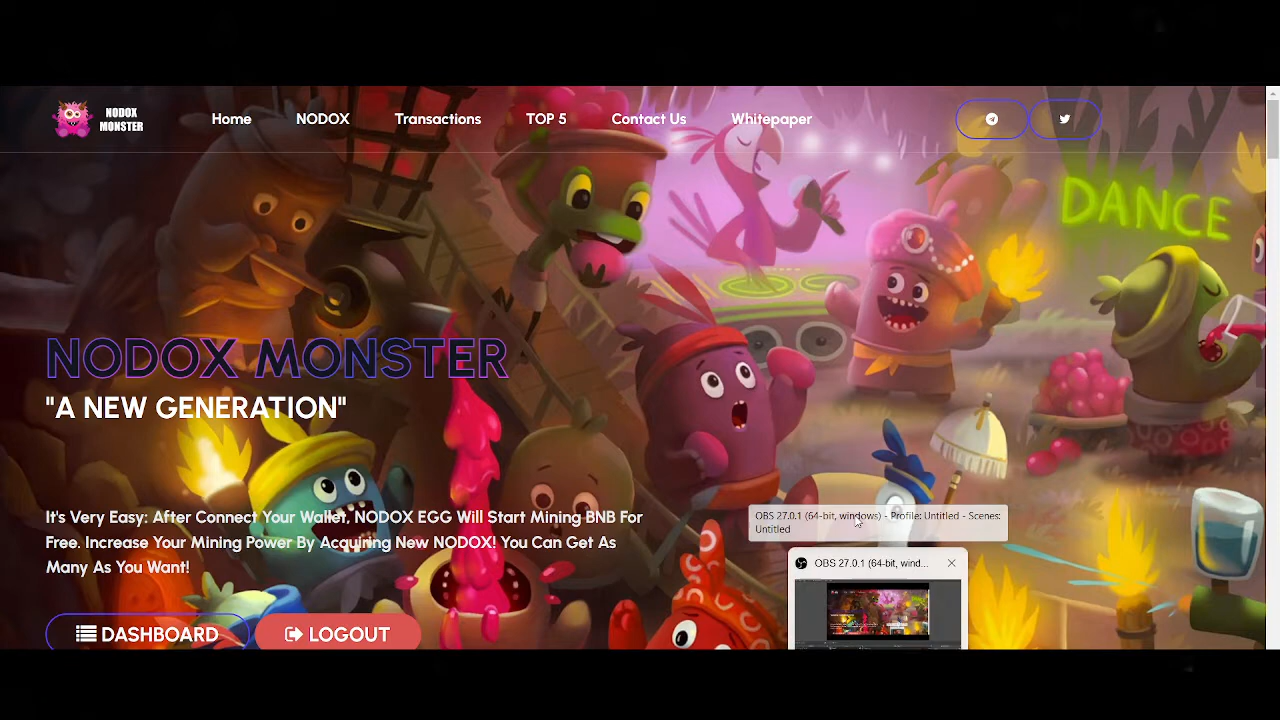 NODOX
MONSTER
Home NODOX Transactions TOP 5 Contact Us Whitepaper
DANCE
NODOX MONSTER
"A NEW GENERATION"
It's Very Easy: After Connect Your Wallet, NODOX EGG Will Start Mining BNB For
Free. Increase Your Mining Power By Acquiring New NODOX! You Can Get As
Many As You Want!
OBS 27.0.1 (64-bit, windows) - Profile: Untitled - Scenes:
Untitled
OBS 27.0.1 (64-bit, wind...
DASHBOARD LOGOUT